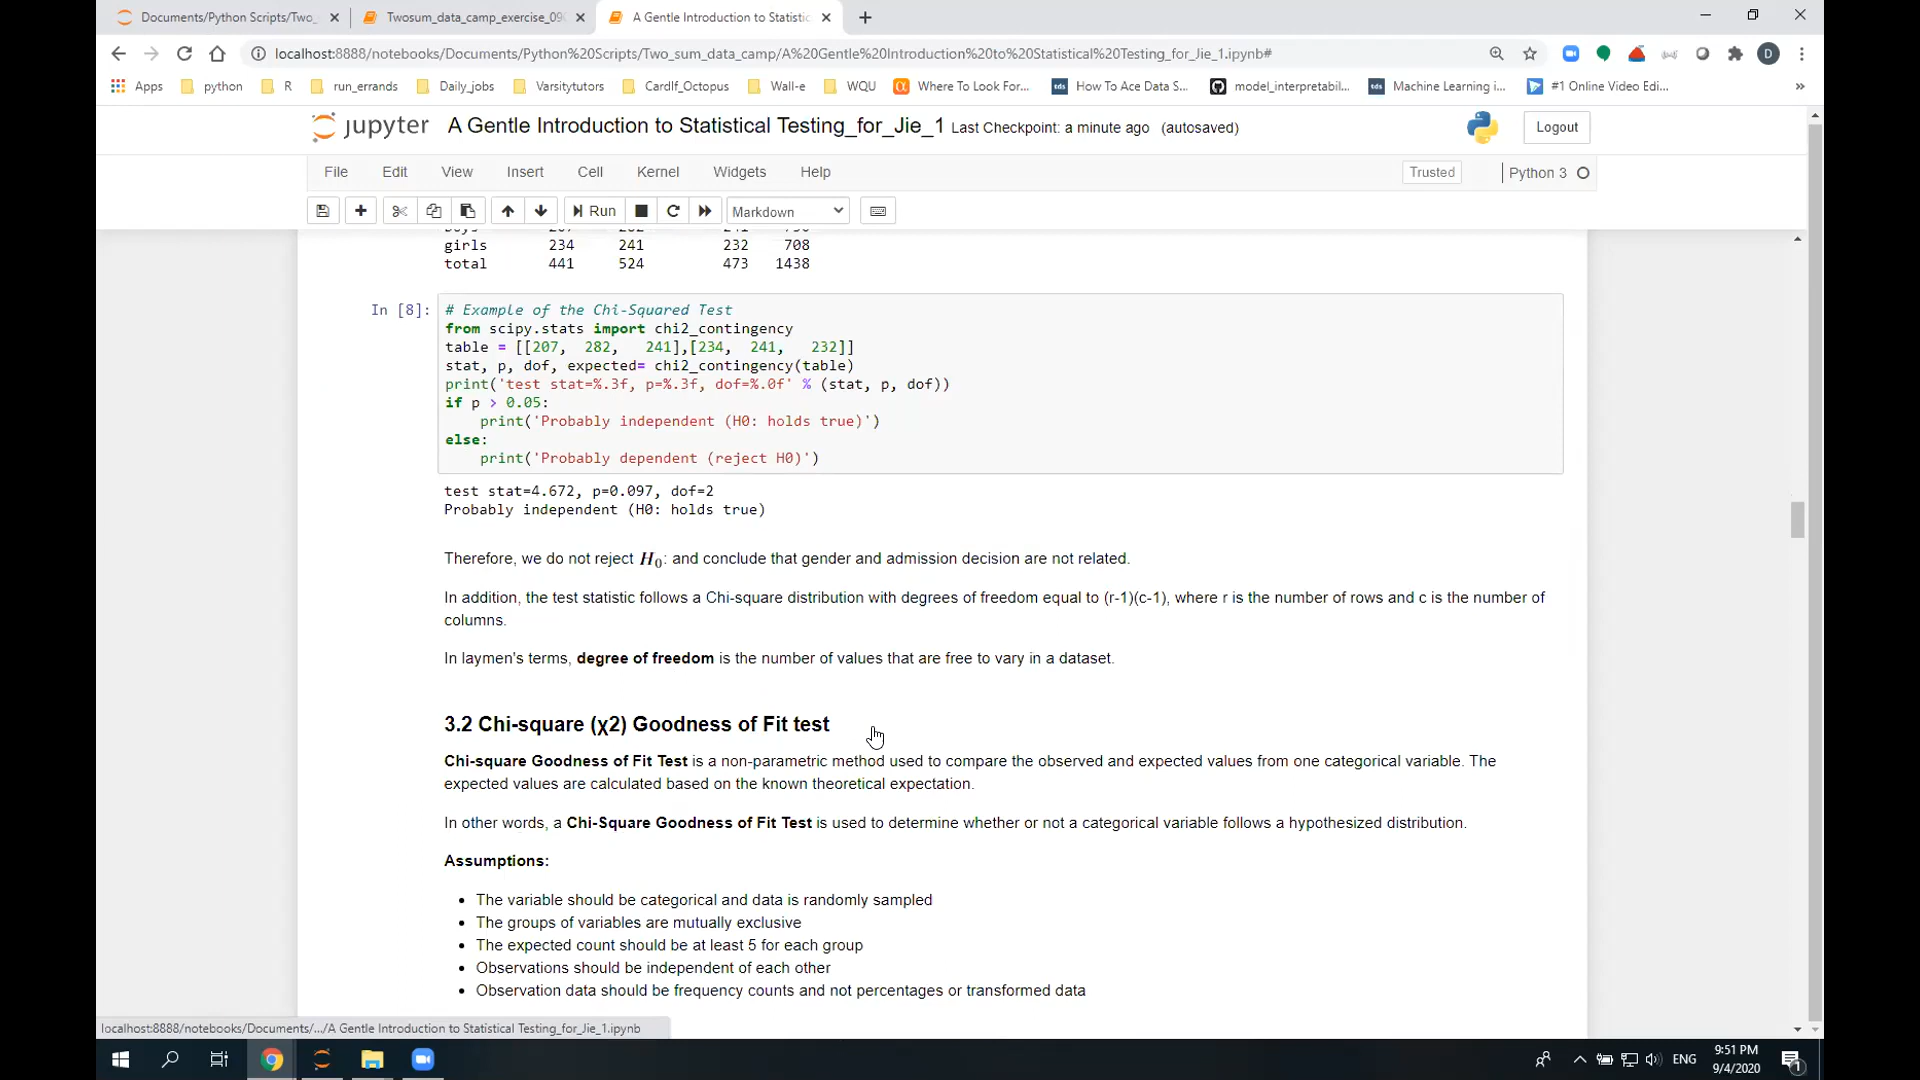 Documents/Python Scripts/Two_
Twosum_data_camp_exercise_090
A Gentle Introduction to Statistic
localhost:8888/notebooks/Documents/Python%20Scripts/Two_sum_data_camp/A%20Gentle%20Introduction%20to%20Statistical%20Testing_for_Jie_1.ipynb#
D
Apps python R run_errands Daily_jobs Varsitytutors CardIf_Octopus Wall-e WQU Where To Look For... How To Ace Data S... model_interpretabil... Machine Learning i... #1 Online Video Edi... »
jupyter A Gentle Introduction to Statistical Testing_for_Jie_1 Last Checkpoint: a minute ago (autosaved) Logout
File Edit View Insert Cell Kernel Widgets Help Trusted Python 3
Run Markdown
girls 234 241 232 708
total 441 524 473 1438
In [8]: # Example of the Chi-Squared Test
from scipy.stats import chi2_contingency
table = [[207, 282, 241],[234, 241, 232]]
stat, p, dof, expected= chi2_contingency(table)
print('test stat=%.3f, p=%.3f, dof=%.0f' % (stat, p, dof))
if p > 0.05:
print('Probably independent (H0: holds true)')
else:
print('Probably dependent (reject H0)')
test stat=4.672, p=0.097, dof=2
Probably independent (H0: holds true)
Therefore, we do not reject H₀: and conclude that gender and admission decision are not related.
In addition, the test statistic follows a Chi-square distribution with degrees of freedom equal to (r-1)(c-1), where r is the number of rows and c is the number of
columns.
In laymen's terms, degree of freedom is the number of values that are free to vary in a dataset.
3.2 Chi-square (χ2) Goodness of Fit test
Chi-square Goodness of Fit Test is a non-parametric method used to compare the observed and expected values from one categorical variable. The
expected values are calculated based on the known theoretical expectation.
In other words, a Chi-Square Goodness of Fit Test is used to determine whether or not a categorical variable follows a hypothesized distribution.
Assumptions:
• The variable should be categorical and data is randomly sampled
• The groups of variables are mutually exclusive
• The expected count should be at least 5 for each group
• Observations should be independent of each other
• Observation data should be frequency counts and not percentages or transformed data
localhost:8888/notebooks/Documents/.../A Gentle Introduction to Statistical Testing_for_Jie_1.ipynb
ENG
9:51 PM
9/4/2020
1